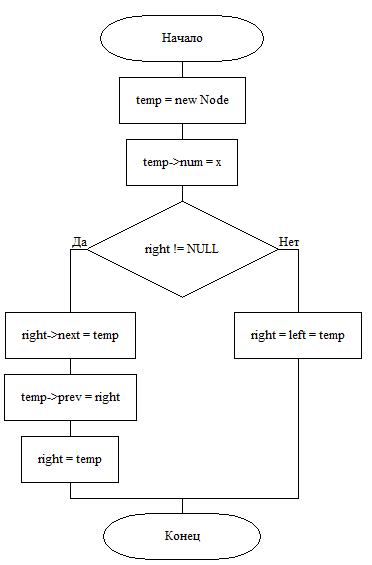 Начало
temp = new Node
temp->num = x
Да
right != NULL
Нет
right->next = temp
right = left = temp
temp->prev = right
right = temp
Конец